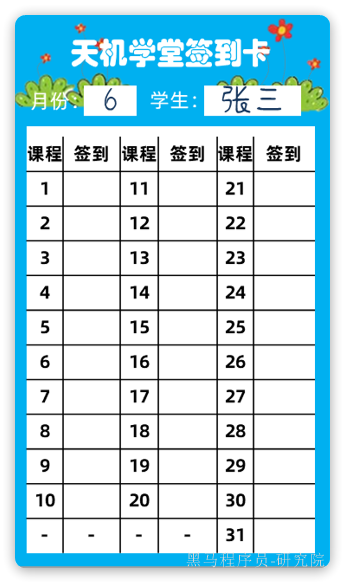 天机学堂签到卡
月份： 6 学生： 张三
课程 签到 课程 签到 课程 签到
1 11 21
2 12 22
3 13 23
4 14 24
5 15 25
6 16 26
7 17 27
8 18 28
9 19 29
10 20 30
- - - - 31
黑马程序员-研究院